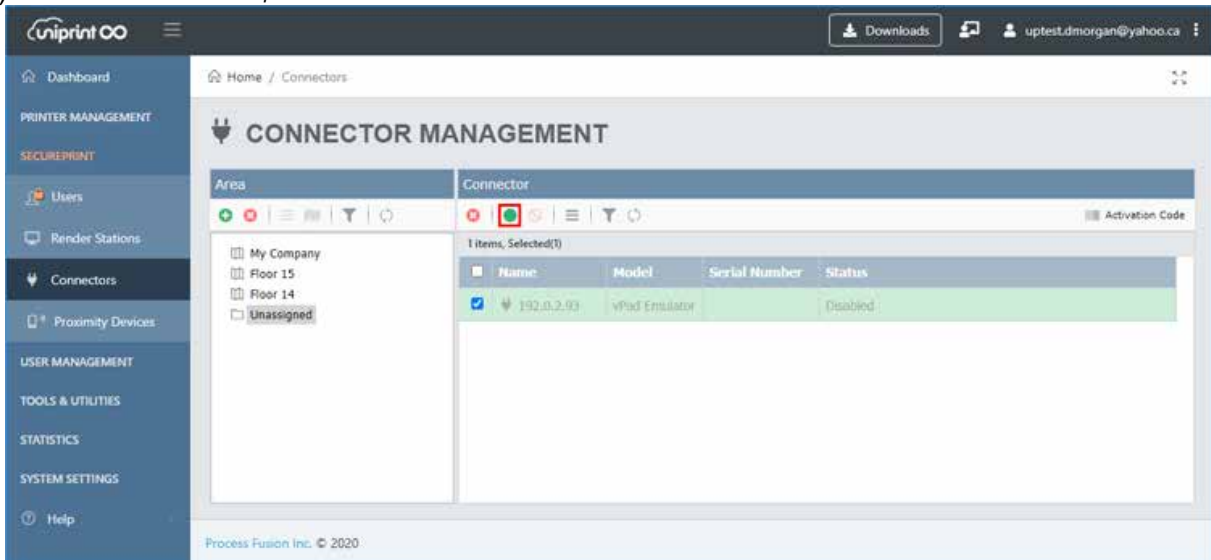 uniprint
Downloads
uptest.dmorgan@yahoo.ca
Dashboard
Home / Connectors
PRINTER MANAGEMENT
CONNECTOR MANAGEMENT
SECUREPRINT
Area
Connector
Users
Activation Code
Render Stations
1 items, Selected(1)
My Company
Name Model Serial Number Status
Connectors
Floor 15
Floor 14
192.0.2.93 vPad Emulator Disabled
Unassigned
Proximity Devices
USER MANAGEMENT
TOOLS & UTILITIES
STATISTICS
SYSTEM SETTINGS
Help
Process Fusion Inc. © 2020